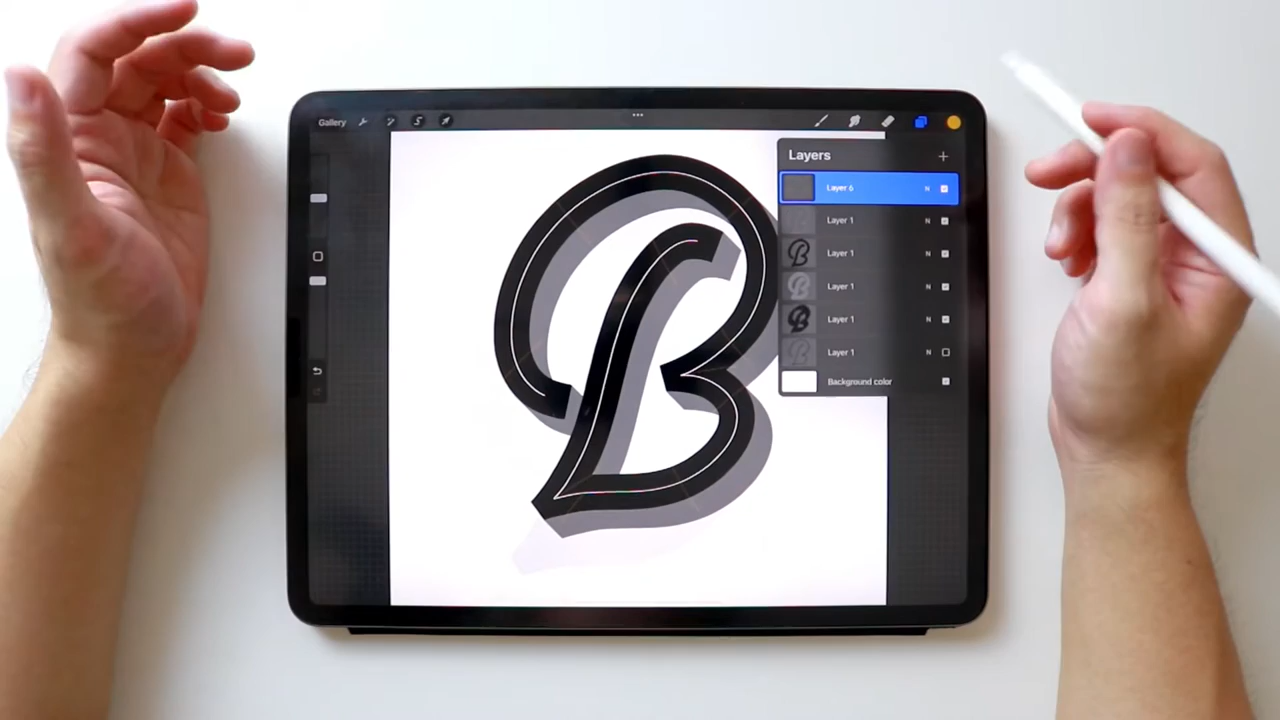 Gallery
Layers
Layer 6 N
Layer 1
Layer 1 N
Layer 1 N
Layer 1 N
Layer 1 N
Background color
B